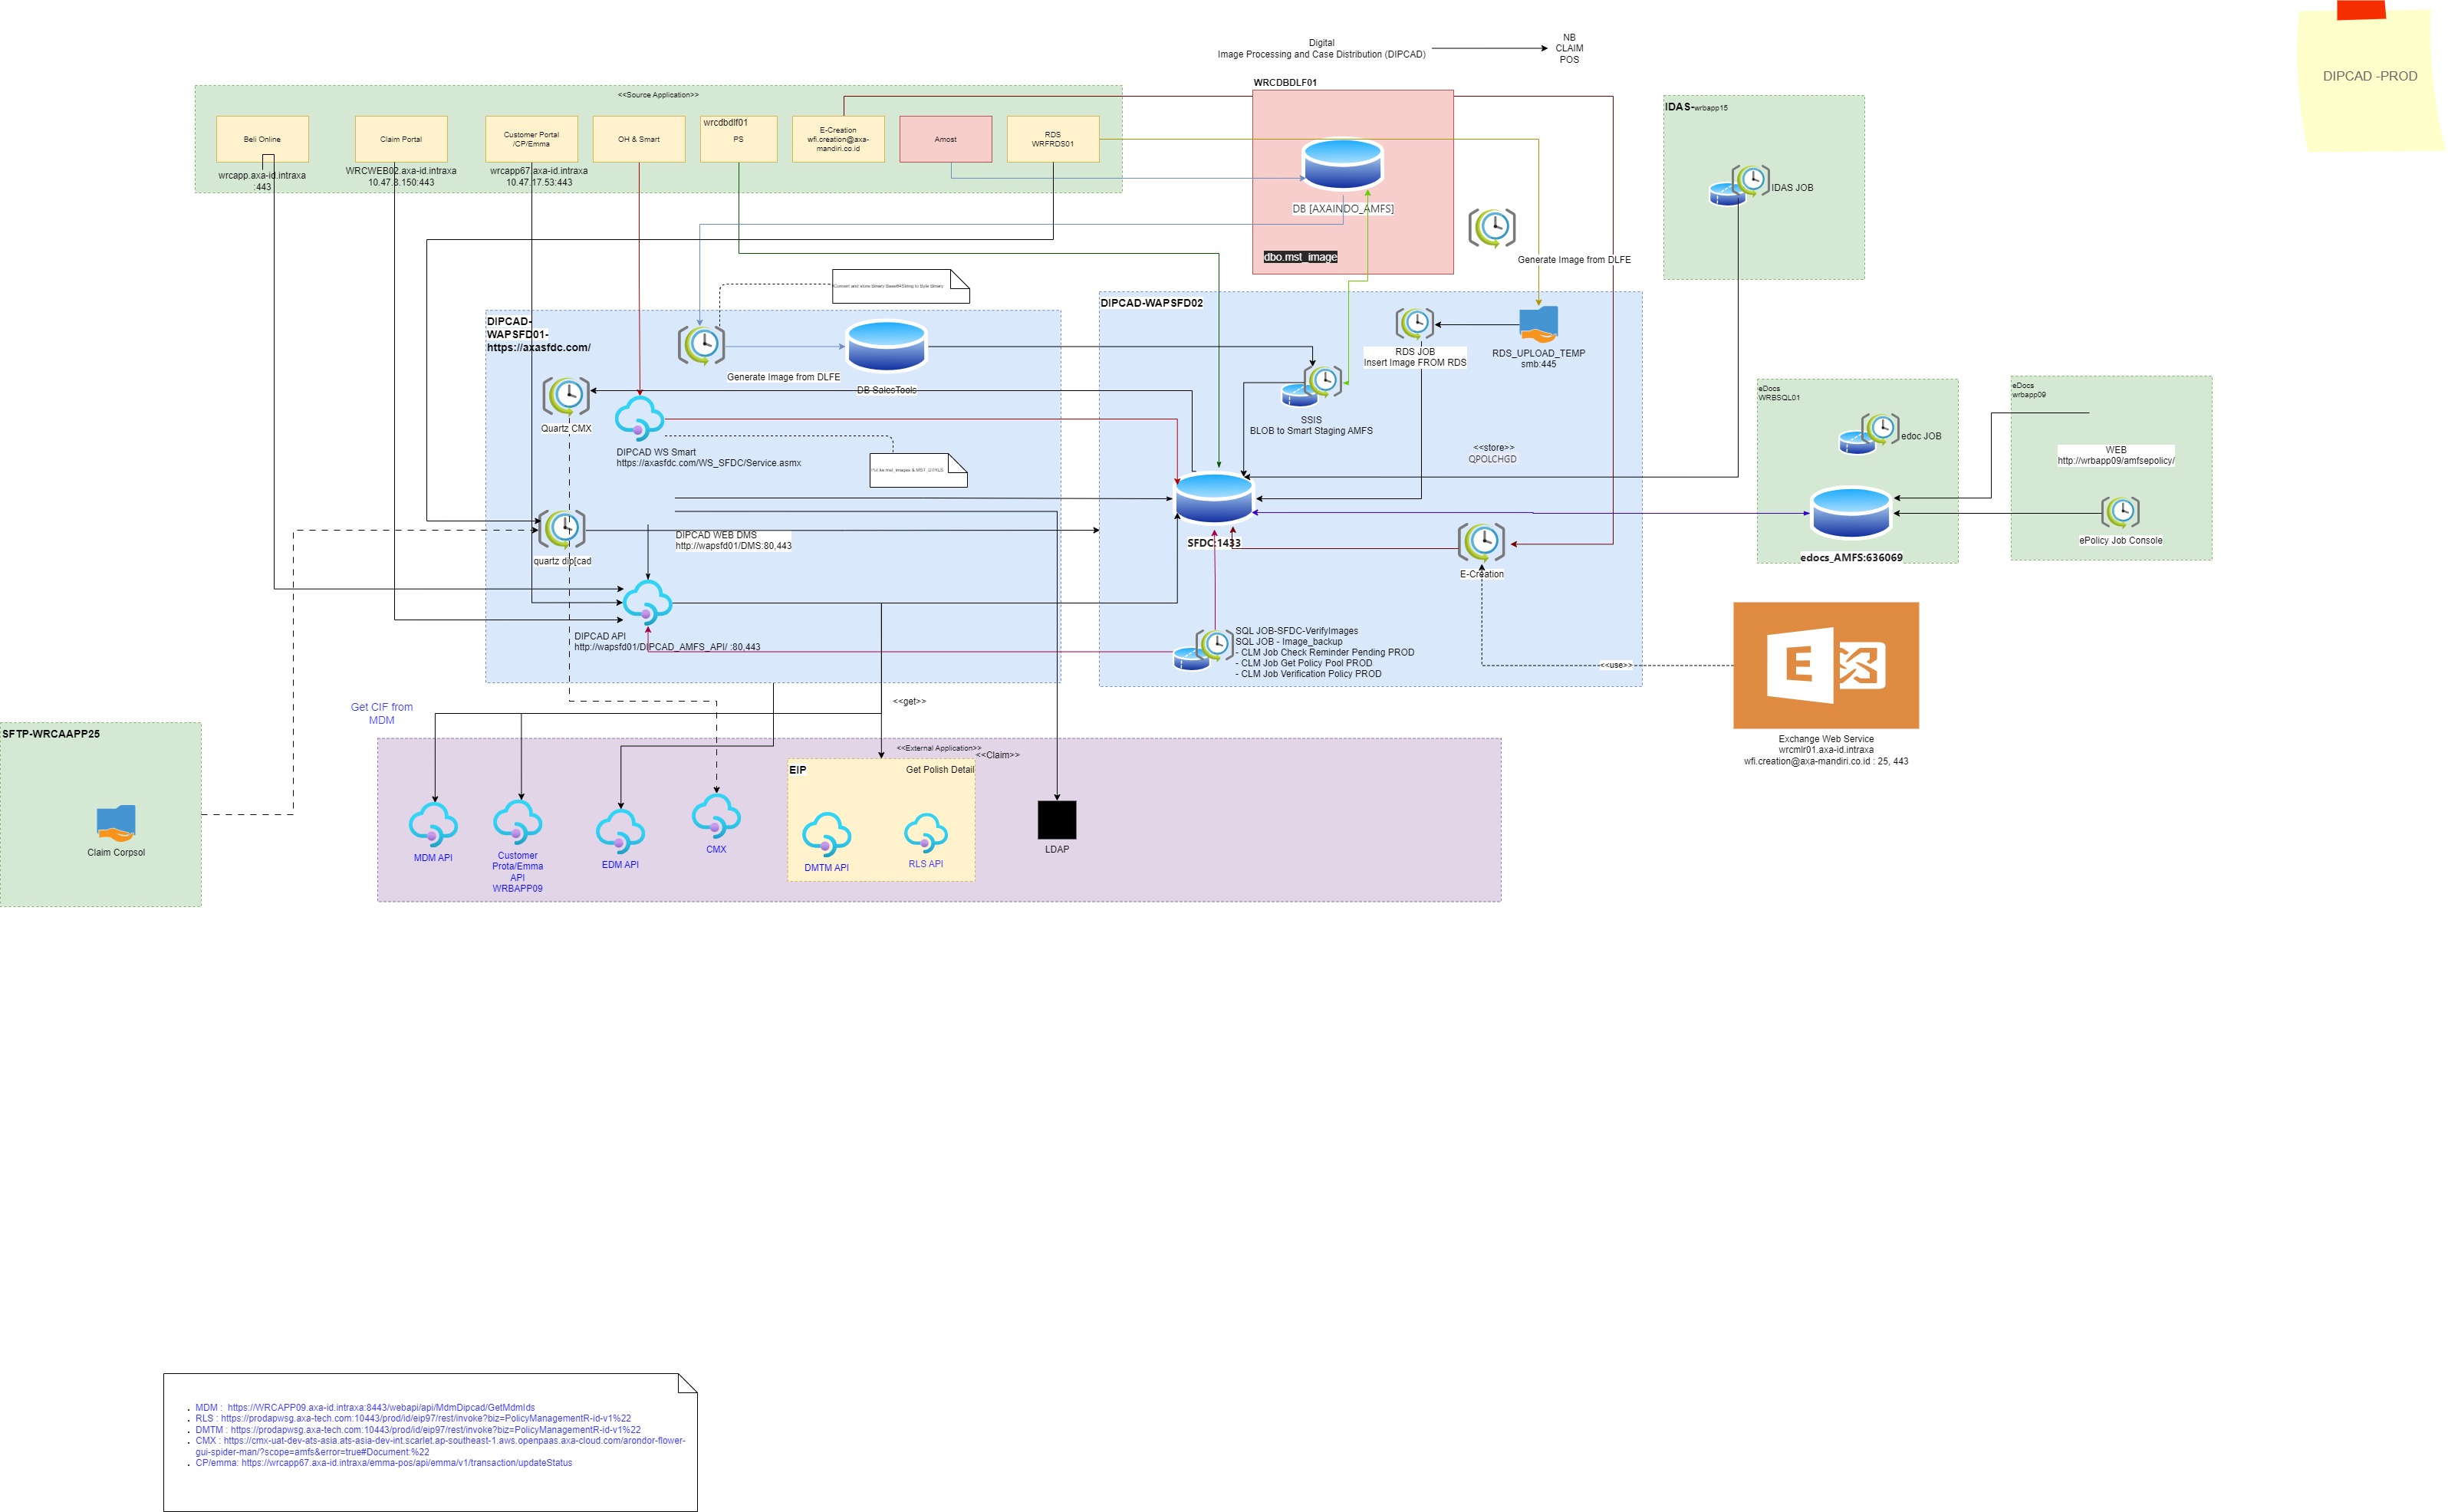 DIPCAD -PROD
Digital
Image Processing and Case Distribution (DIPCAD)
NB
CLAIM
POS
WRCDBDLF01
<<Source Application>>
Beli Online
wrcapp.axa-id.intraxa
:443
Claim Portal
WRCWEB02.axa-id.intraxa
10.47.3.150:443
Customer Portal
/CP/Emma
wrcapp67.axa-id.intraxa
10.47.17.53:443
OH & Smart
wrcdbdlf01
PS
E-Creation
wfi.creation@axa-
mandiri.co.id
Amost
RDS
WRFRDS01
DB [AXAINDO_AMFS]
dbo.mst_image
Generate Image from DLFE
IDAS-wrbapp15
IDAS JOB
DIPCAD-
WAPSFD01-
https://axasfdc.com/
Convert and store Binary Base64String to Byte Binary
Generate Image from DLFE
DB SalesTools
Quartz CMX
DIPCAD WS Smart
https://axasfdc.com/WS_SFDC/Service.asmx
quartz dip[cad
DIPCAD WEB DMS
http://wapsfd01/DMS:80,443
DIPCAD API
http://wapsfd01/DIPCAD_AMFS_API/ :80,443
DIPCAD-WAPSFD02
RDS JOB
Insert Image FROM RDS
RDS_UPLOAD_TEMP
smb:445
SSIS
BLOB to Smart Staging AMFS
<<store>>
QPOLCHGD
SFDC:1433
E-Creation
SQL JOB-SFDC-VerifyImages
SQL JOB - Image_backup
- CLM Job Check Reminder Pending PROD
- CLM Job Get Policy Pool PROD
- CLM Job Verification Policy PROD
eDocs
WRBSQL01
edoc JOB
edocs_AMFS:636069
eDocs
wrbapp09
WEB
http://wrbapp09/amfsepolicy/
ePolicy Job Console
<<use>>
Exchange Web Service
wrcmlr01.axa-id.intraxa
wfi.creation@axa-mandiri.co.id : 25, 443
SFTP-WRCAAPP25
Claim Corpsol
Get CIF from
MDM
<<get>>
<<External Application>>
<<Claim>>
MDM API
Customer
Prota/Emma
API
WRBAPP09
EDM API
CMX
EIP
Get Polish Detail
DMTM API
RLS API
LDAP
MDM : https://WRCAPP09.axa-id.intraxa:8443/webapi/api/MdmDipcad/GetMdmIds
RLS : https://prodapwsg.axa-tech.com:10443/prod/id/eip97/rest/invoke?biz=PolicyManagementR-id-v1%22
DMTM : https://prodapwsg.axa-tech.com:10443/prod/id/eip97/rest/invoke?biz=PolicyManagementR-id-v1%22
CMX : https://cmx-uat-dev-ats-asia.ats-asia-dev-int.scarlet.ap-southeast-1.aws.openpaas.axa-cloud.com/arondor-flower-
gui-spider-man/?scope=amfs&error=true#Document:%22
CP/emma: https://wrcapp67.axa-id.intraxa/emma-pos/api/emma/v1/transaction/updateStatus